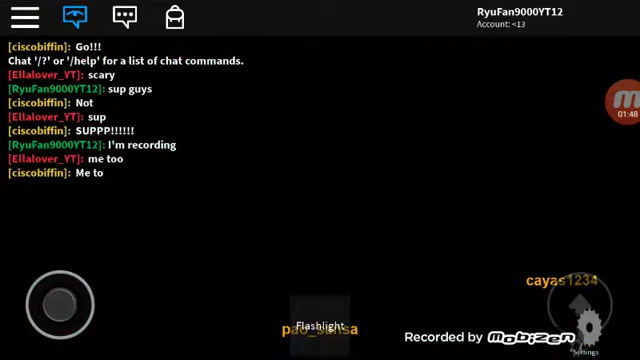 RyuFan9000YT12
Account: <13
[ciscobiffin]: Go!!!
Chat '/?' or '/help' for a list of chat commands.
[Ellalover_YT]: scary
[RyuFan9000YT12]: sup guys
[ciscobiffin]: Not
[Ellalover_YT]: sup
[ciscobiffin]: SUPPP!!!!!!
[RyuFan9000YT12]: I'm recording
[Ellalover_YT]: me too
[ciscobiffin]: Me to
01:48
cayas1234
Flashlight
Recorded by Mobizen
Settings